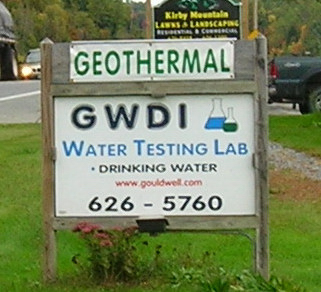 Kirby Mountain
LAWNS & LANDSCAPING
RESIDENTIAL & COMMERCIAL
GEOTHERMAL
GWDI
WATER TESTING LAB
• DRINKING WATER
www.gouldwell.com
626 - 5760